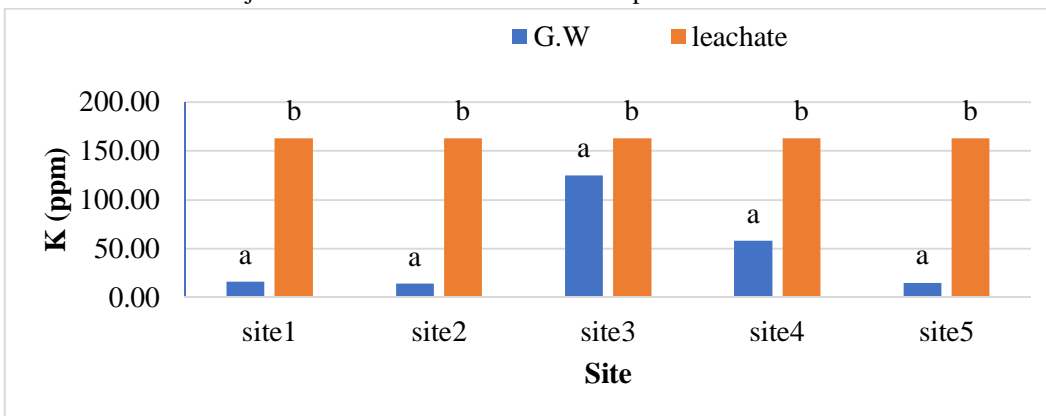 G.W leachate
200.00
150.00
100.00
50.00
0.00
K (ppm)
a b
a b
a b
a b
a b
site1 site2 site3 site4 site5
Site